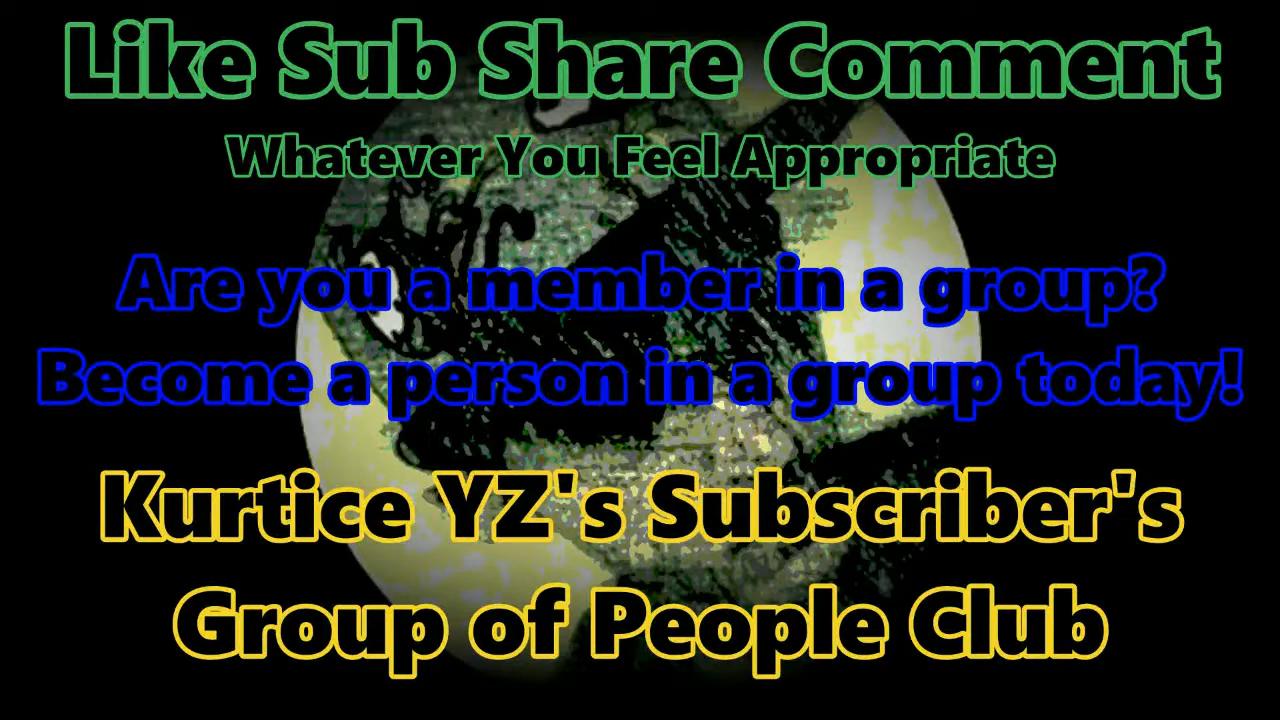 Like Sub Share Comment
Whatever You Feel Appropriate
Are you a member in a group?
Become a person in a group today!
Kurtice YZ's Subscriber's
Group of People Club